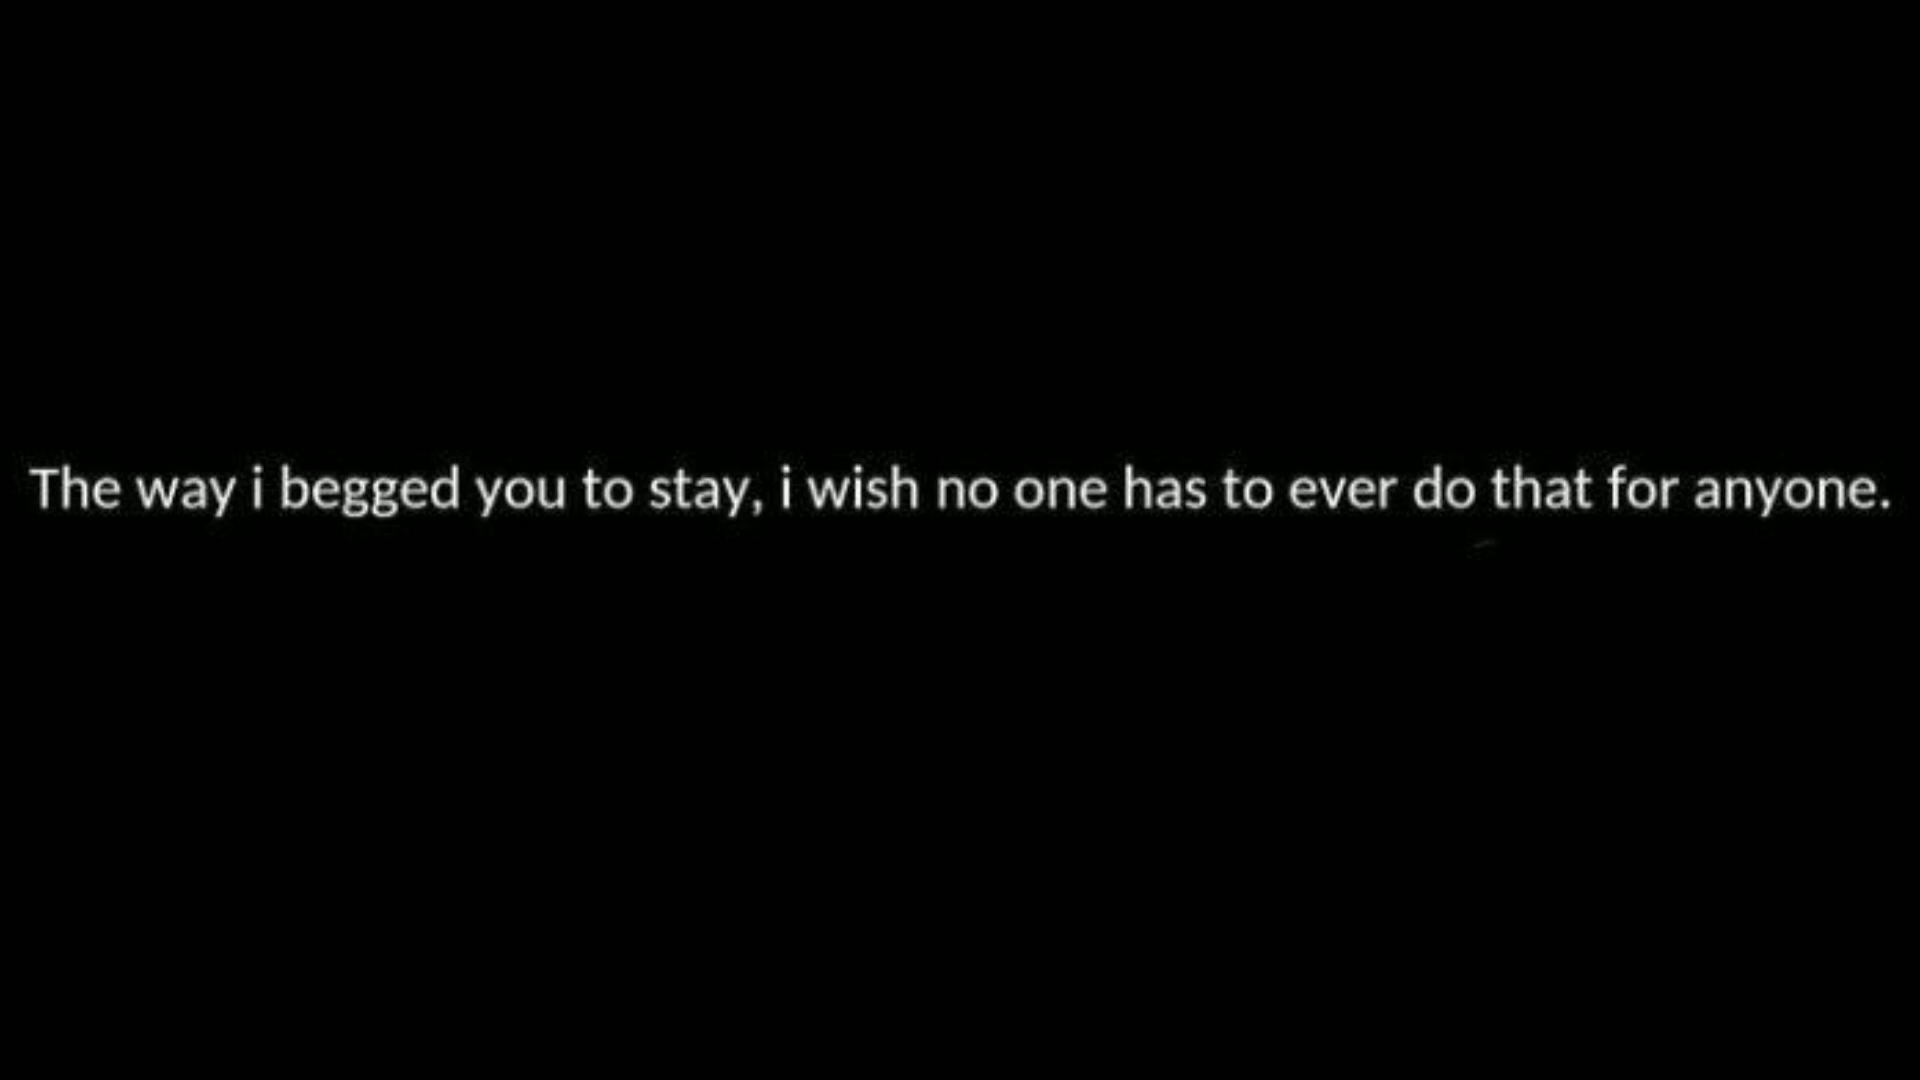 The way i begged you to stay, i wish no one has to ever do that for anyone.